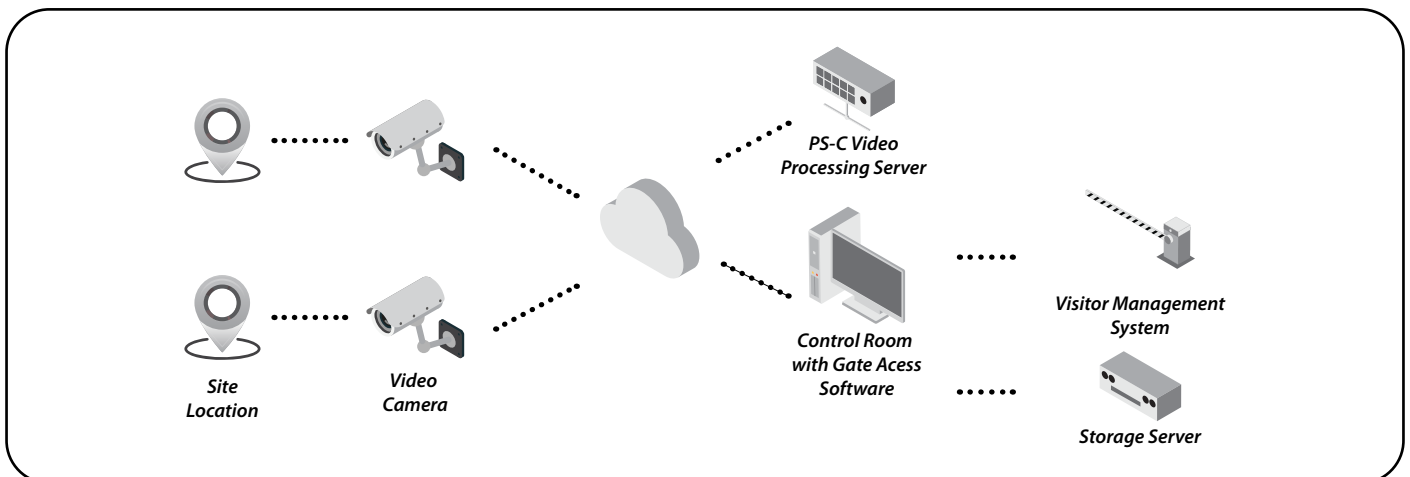 PS-C Video
Processing Server
Visitor Management
System
Control Room
with Gate Acess
Software
Site
Location
Video
Camera
Storage Server